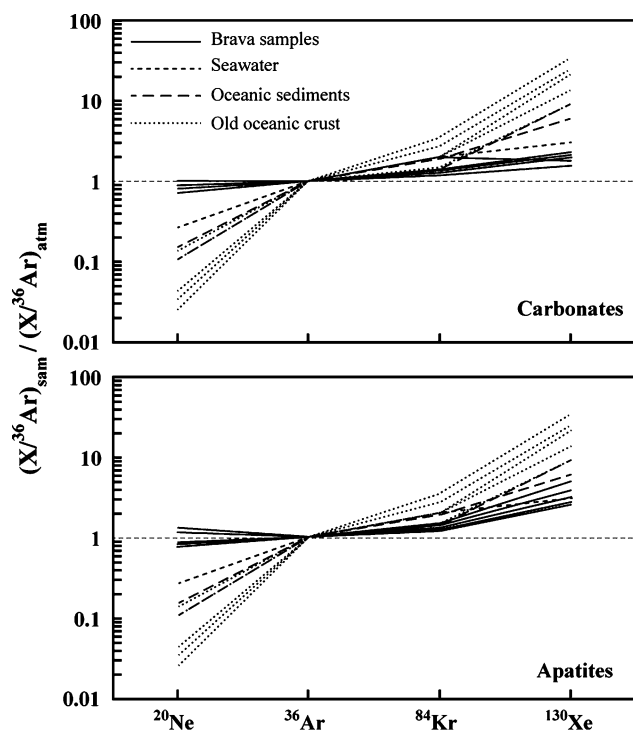 100
Brava samples
Seawater
10
Oceanic sediments
Old oceanic crust
1
0.1
Carbonates
0.01
(X/³⁶Ar)sam / (X/³⁶Ar)atm
100
10
1
0.1
Apatites
0.01
²⁰Ne ³⁶Ar ⁸⁴Kr ¹³⁰Xe